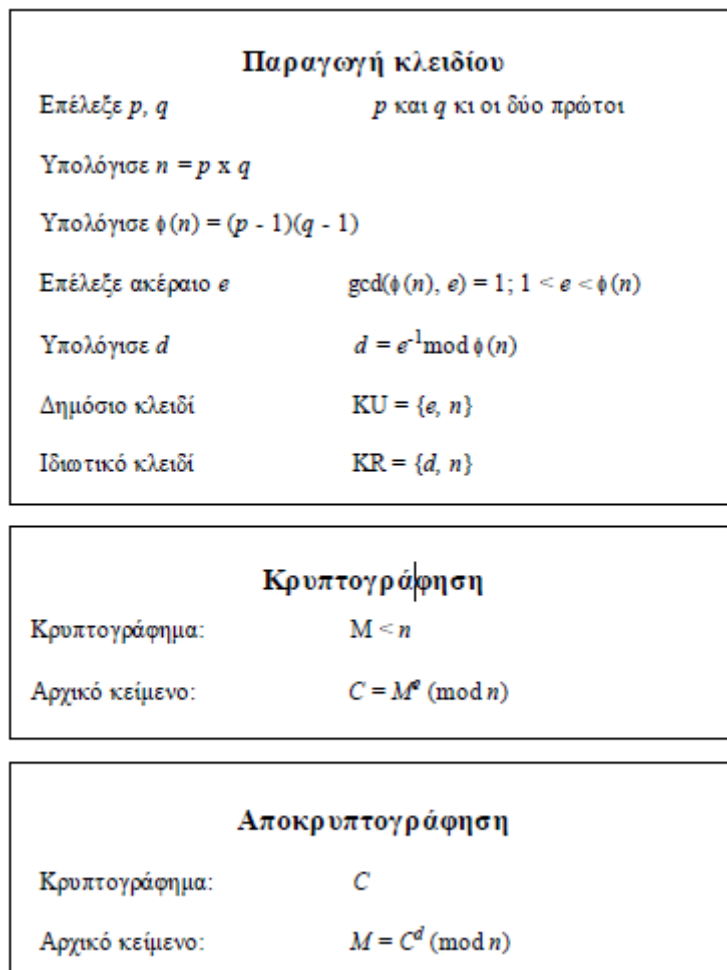 Παραγωγή κλειδίου
Επέλεξε p, q p και q κι οι δύο πρώτοι
Υπολόγισε n = p x q
Υπολόγισε ϕ(n) = (p - 1)(q - 1)
Επέλεξε ακέραιο e gcd(ϕ(n), e) = 1; 1 < e < ϕ(n)
Υπολόγισε d d = e⁻¹mod ϕ(n)
Δημόσιο κλειδί KU = {e, n}
Ιδιωτικό κλειδί KR = {d, n}
Κρυπτογράφηση
Κρυπτογράφημα: M < n
Αρχικό κείμενο: C = Mᵉ (mod n)
Αποκρυπτογράφηση
Κρυπτογράφημα: C
Αρχικό κείμενο: M = Cᵈ (mod n)